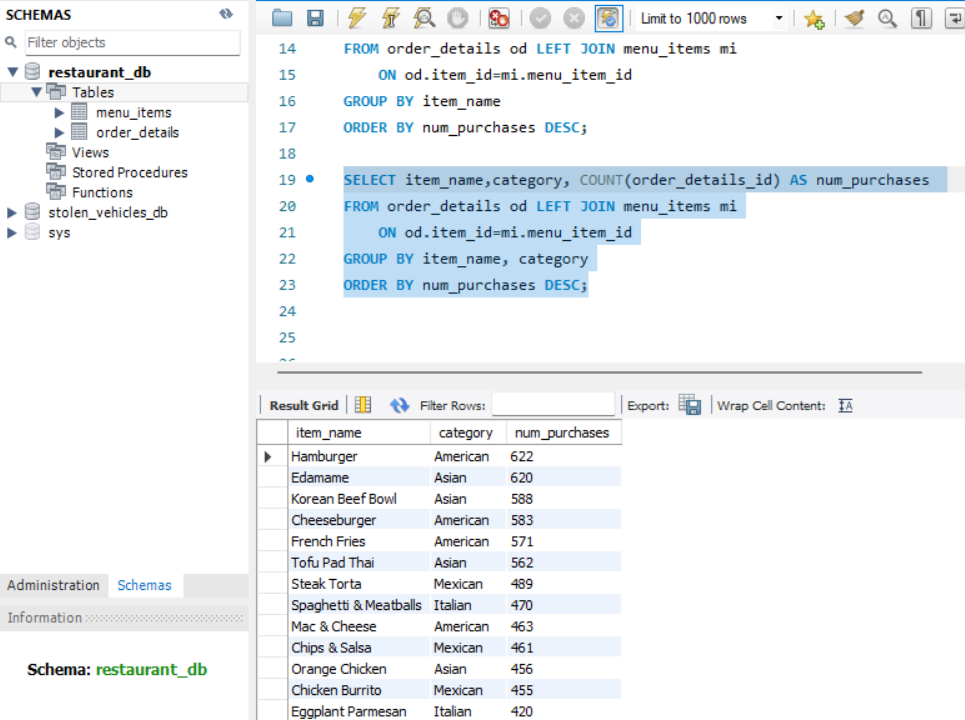 SCHEMAS
Filter objects
restaurant_db
Tables
menu_items
order_details
Views
Stored Procedures
Functions
stolen_vehicles_db
sys
Administration Schemas
Information
Schema: restaurant_db
Limit to 1000 rows
14 FROM order_details od LEFT JOIN menu_items mi
15 ON od.item_id=mi.menu_item_id
16 GROUP BY item_name
17 ORDER BY num_purchases DESC;
18
19 SELECT item_name,category, COUNT(order_details_id) AS num_purchases
20 FROM order_details od LEFT JOIN menu_items mi
21 ON od.item_id=mi.menu_item_id
22 GROUP BY item_name, category
23 ORDER BY num_purchases DESC;
24
25
Result Grid Filter Rows: Export: Wrap Cell Content:
item_name category num_purchases
Hamburger American 622
Edamame Asian 620
Korean Beef Bowl Asian 588
Cheeseburger American 583
French Fries American 571
Tofu Pad Thai Asian 562
Steak Torta Mexican 489
Spaghetti & Meatballs Italian 470
Mac & Cheese American 463
Chips & Salsa Mexican 461
Orange Chicken Asian 456
Chicken Burrito Mexican 455
Eggplant Parmesan Italian 420